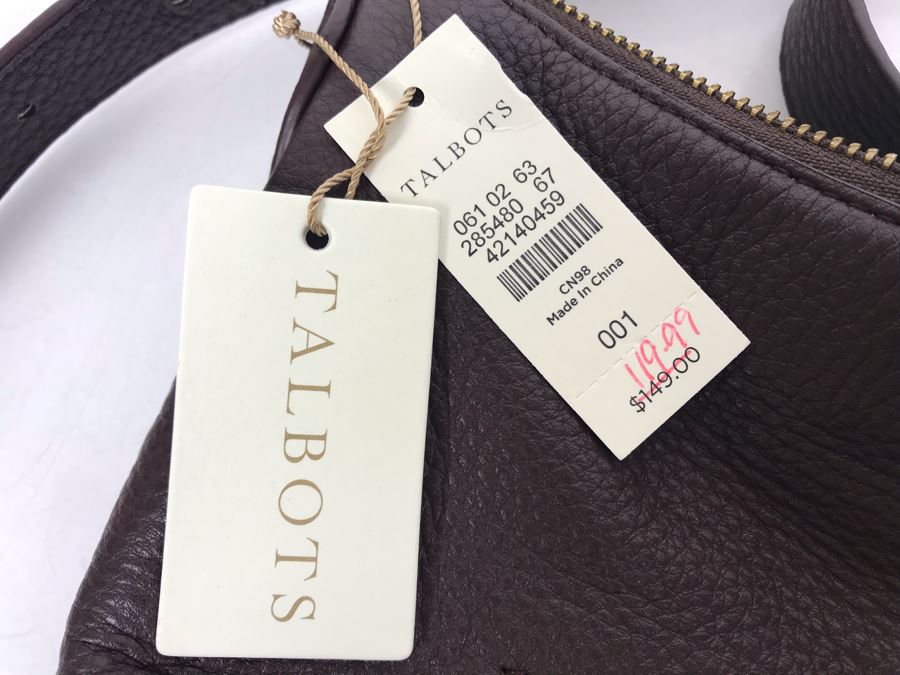 TALBOTS
061 02 63
285480 67
42140459
CN98
Made In China
001
119.99
$149.00
TALBOTS